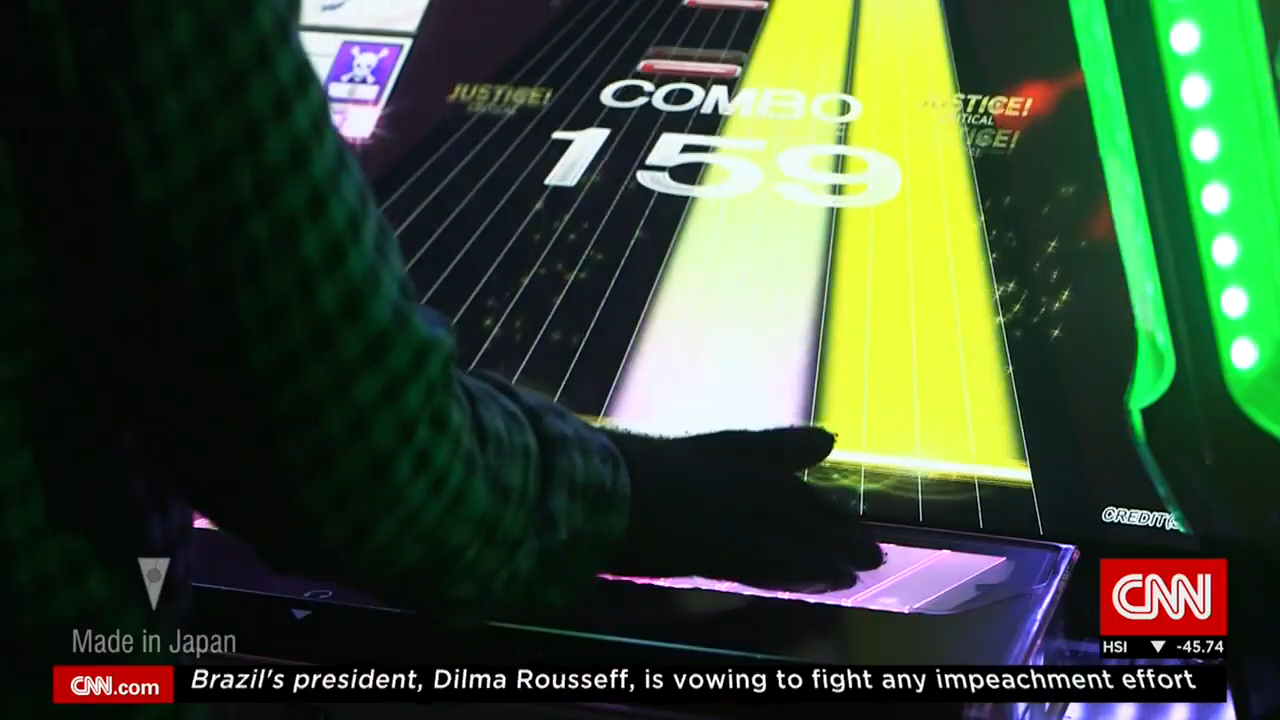 JUSTICE!
COMBO
JUSTICE!
CRITICAL
159
CREDIT(
CNN
HSI ▼ -45.74
Made in Japan
CNN.com Brazil's president, Dilma Rousseff, is vowing to fight any impeachment effort